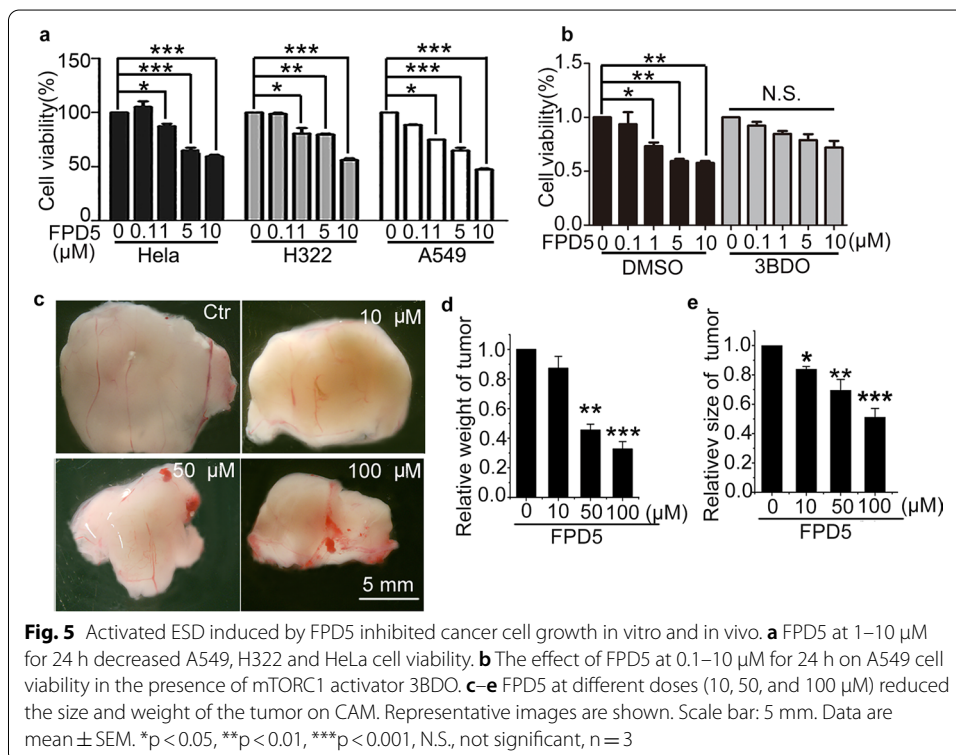 a
*** *** ***
*** ** ***
* * *
Cell viability(%)
150
100
50
0
FPD5 0 0.11 5 10 0 0.11 5 10 0 0.11 5 10
(µM) Hela H322 A549
b
**
**
*
N.S.
Cell viability(%)
1.5
1.0
0.5
0.0
FPD5 0 0.1 1 5 10 0 0.1 1 5 10 (µM)
DMSO 3BDO
c
Ctr
10 µM
50 µM
100 µM
5 mm
d
Relative weight of tumor
1.0
0.8
0.6
0.4
0.2
0.0
**
***
0 10 50 100 (µM)
FPD5
e
Relativev size of tumor
1.0
0.8
0.6
0.4
0.2
0.0
*
**
***
0 10 50 100 (µM)
FPD5
Fig. 5 Activated ESD induced by FPD5 inhibited cancer cell growth in vitro and in vivo. a FPD5 at 1–10 µM
for 24 h decreased A549, H322 and HeLa cell viability. b The effect of FPD5 at 0.1–10 µM for 24 h on A549 cell
viability in the presence of mTORC1 activator 3BDO. c–e FPD5 at different doses (10, 50, and 100 µM) reduced
the size and weight of the tumor on CAM. Representative images are shown. Scale bar: 5 mm. Data are
mean ± SEM. *p < 0.05, **p < 0.01, ***p < 0.001, N.S., not significant, n = 3